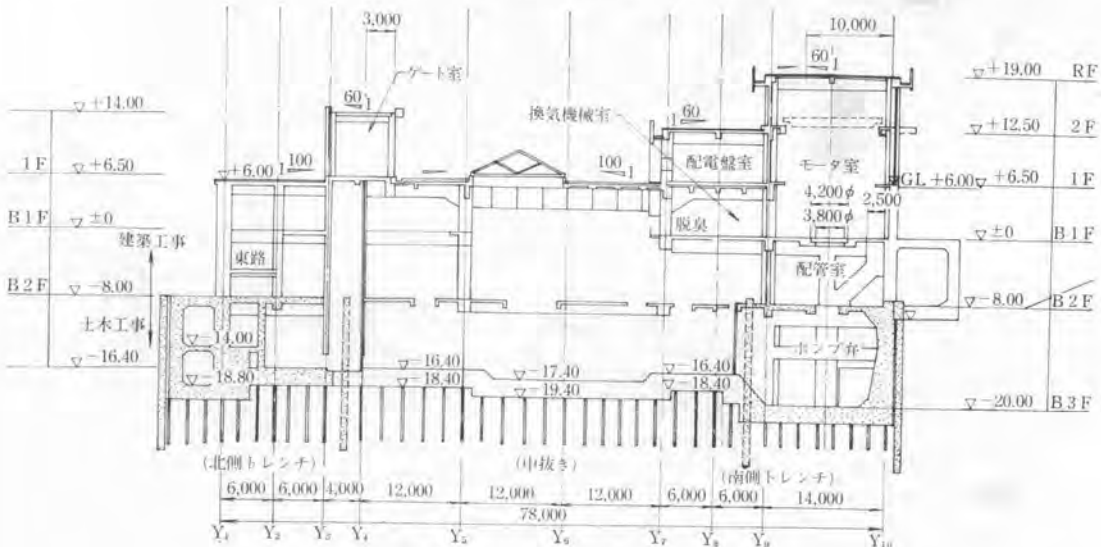 10,000
3,000
60
1
▽+19.00 RF
ゲート室
60
1
▽+14.00
換気機械室
1
60
▽+12.50 2F
配電盤室
モータ室
1F ▽+6.50
▽+6.00
1
100
100
1
GL +6.00
▽+6.50 1F
4,200φ
2,500
3,800φ
脱臭
B1F ▽±0
▽±0 B1F
建築工事
東路
配管室
B2F ▽-8.00
▽-8.00 B2F
土木工事
▽-14.00
ポンプ弁
▽-16.40
▽-16.40
▽-17.40
▽-16.40
▽-18.80
▽-18.40
▽-19.40
▽-18.40
▽-20.00 B3F
(北側トレンチ)
(中抜き)
(南側トレンチ)
6,000 6,000 4,000 12,000 12,000 12,000 6,000 6,000 14,000
78,000
Y₁ Y₂ Y₃ Y₄ Y₅ Y₆ Y₇ Y₈ Y₉ Y₁₀